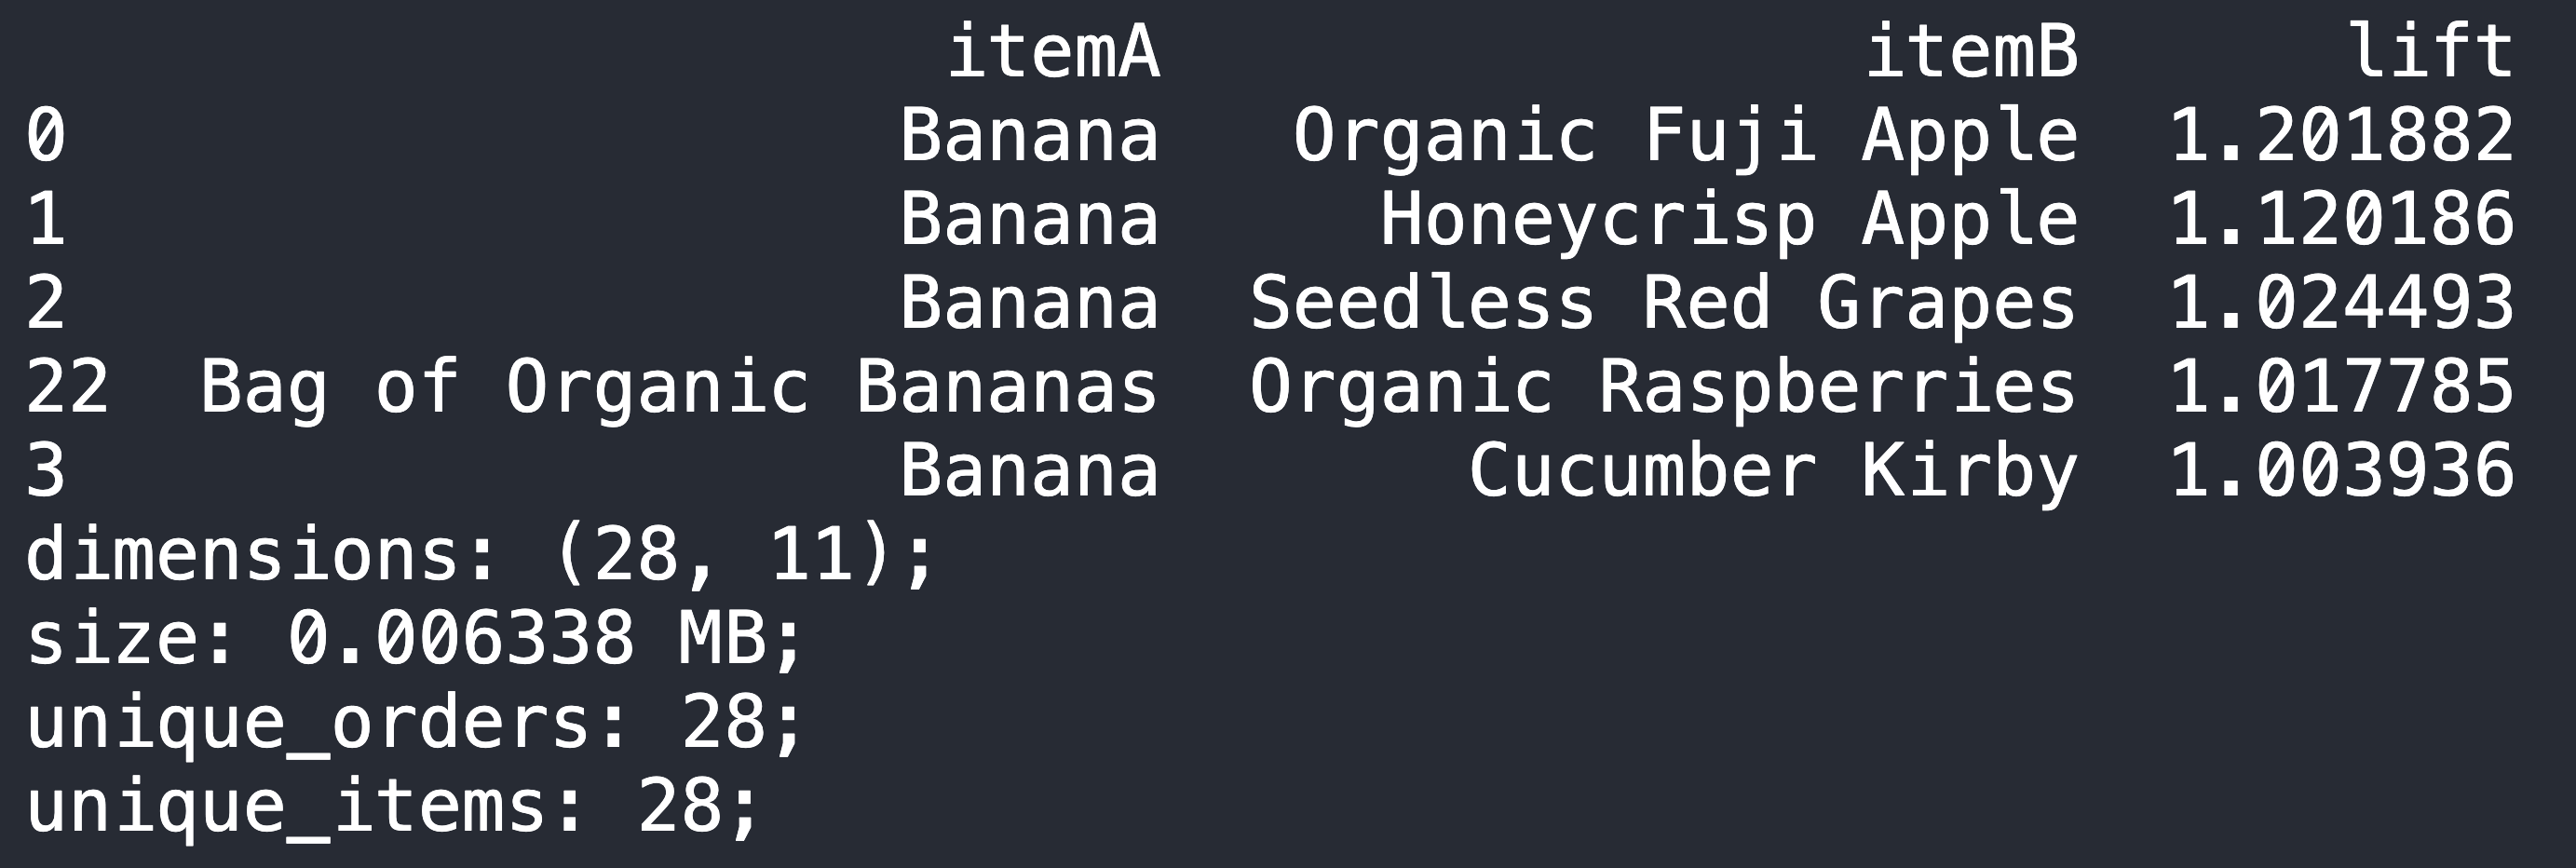 itemA itemB lift
0 Banana Organic Fuji Apple 1.201882
1 Banana Honeycrisp Apple 1.120186
2 Banana Seedless Red Grapes 1.024493
22 Bag of Organic Bananas Organic Raspberries 1.017785
3 Banana Cucumber Kirby 1.003936
dimensions: (28, 11);
size: 0.006338 MB;
unique_orders: 28;
unique_items: 28;